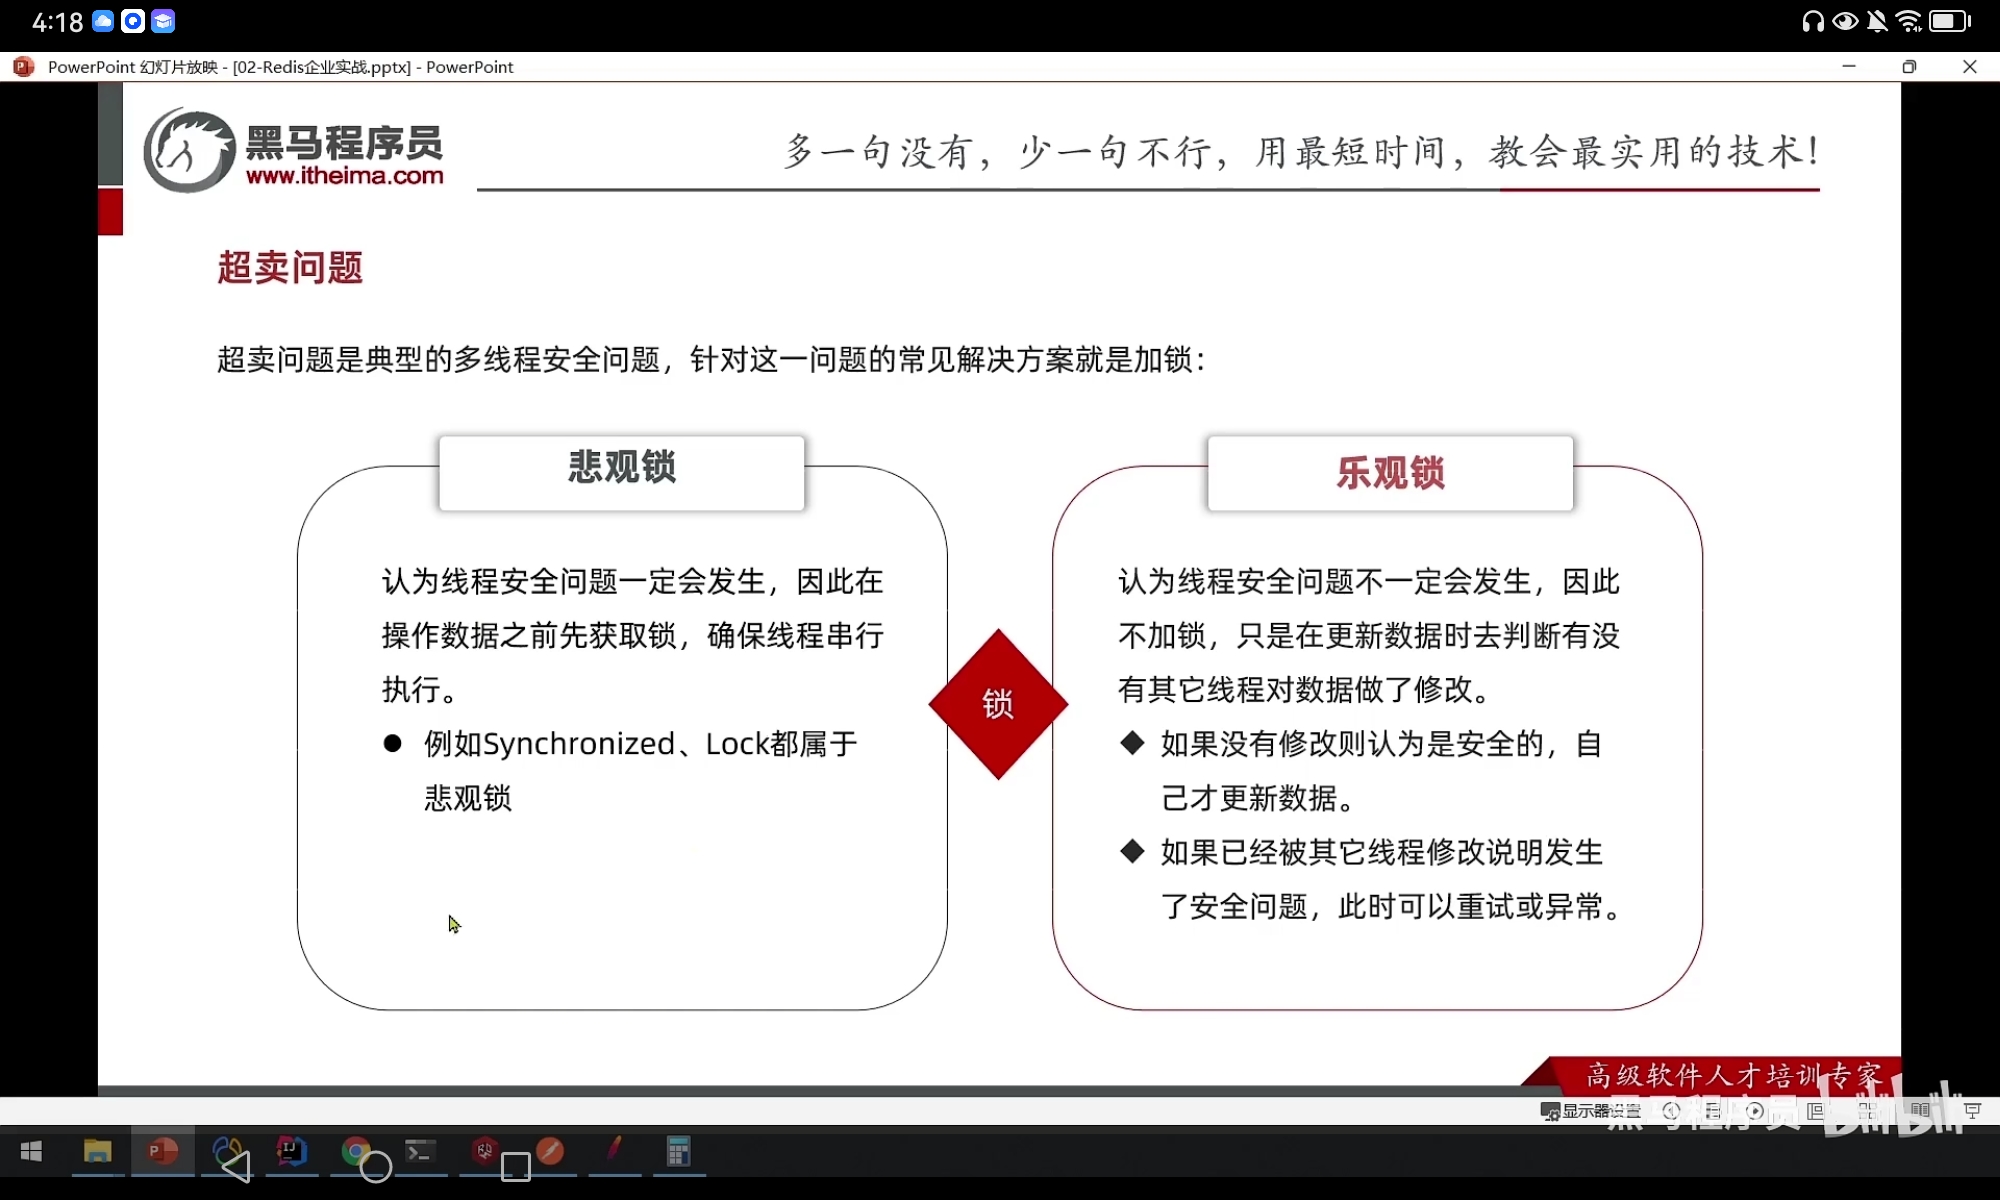 4:18
PowerPoint 幻灯片放映 - [02-Redis企业实战.pptx] - PowerPoint
黑马程序员
www.itheima.com
多一句没有，少一句不行，用最短时间，教会最实用的技术！
超卖问题
超卖问题是典型的多线程安全问题，针对这一问题的常见解决方案就是加锁：
悲观锁
认为线程安全问题一定会发生，因此在
操作数据之前先获取锁，确保线程串行
执行。
例如Synchronized、Lock都属于
悲观锁
锁
乐观锁
认为线程安全问题不一定会发生，因此
不加锁，只是在更新数据时去判断有没
有其它线程对数据做了修改。
如果没有修改则认为是安全的，自
己才更新数据。
如果已经被其它线程修改说明发生
了安全问题，此时可以重试或异常。
高级软件人才培训专家
显示器设置
黑马程序员 bilibili